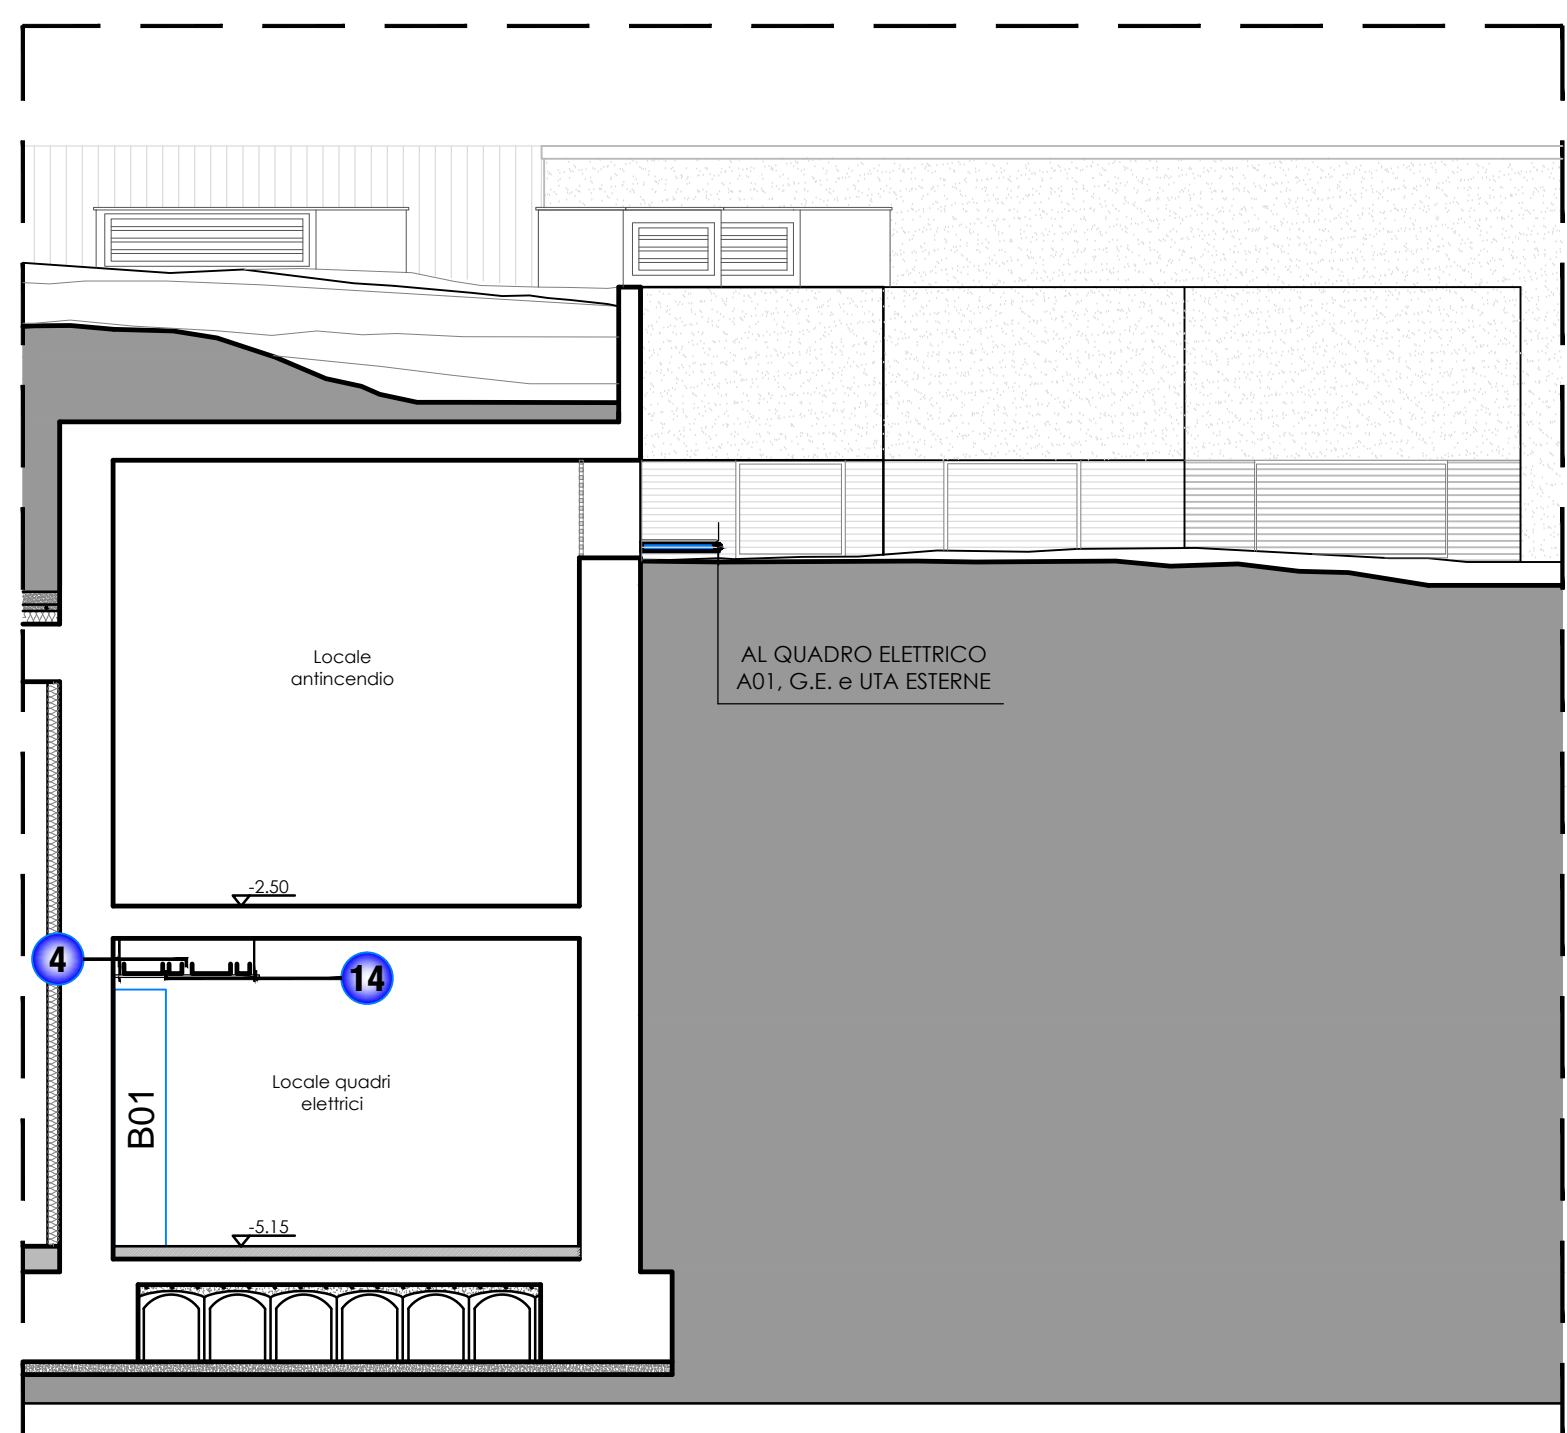 Locale
antincendio
AL QUADRO ELETTRICO
A01, G.E. e UTA ESTERNE
-2.50
4
14
Locale quadri
elettrici
B01
-5.15